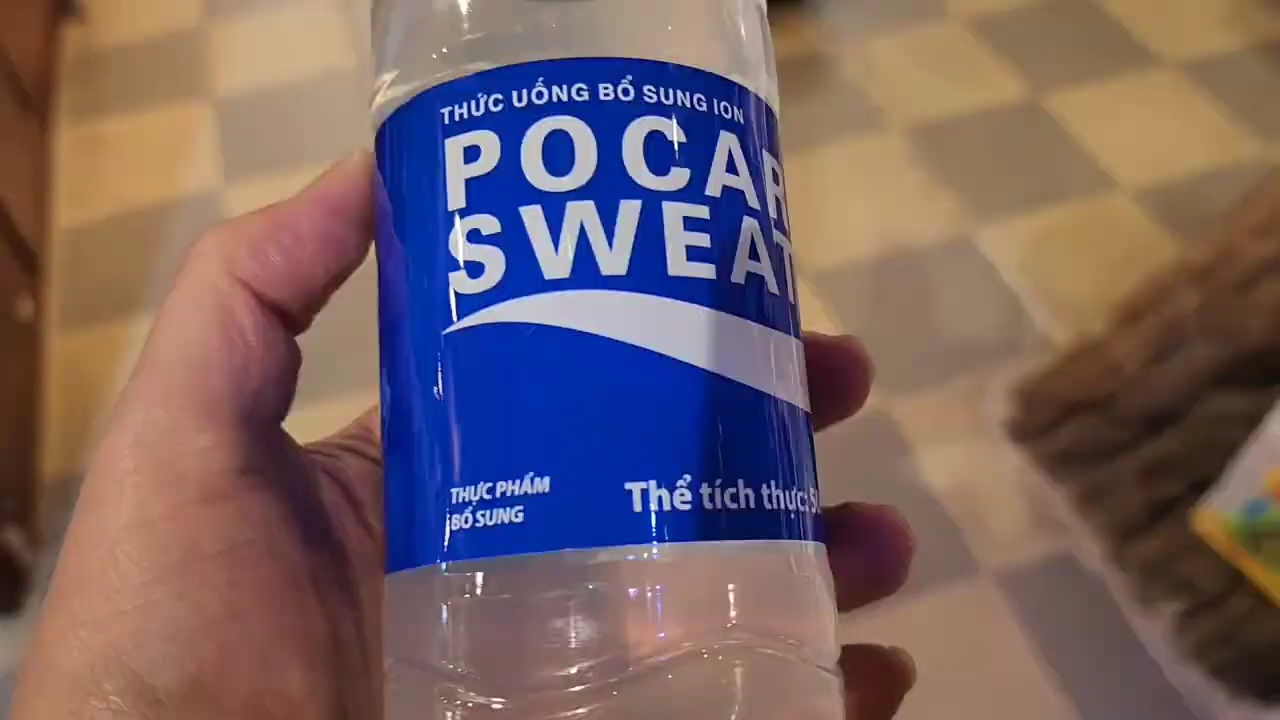 THỨC UỐNG BỔ SUNG ION
POCAR
SWEAT
THỰC PHẨM
BỔ SUNG
Thể tích thực: